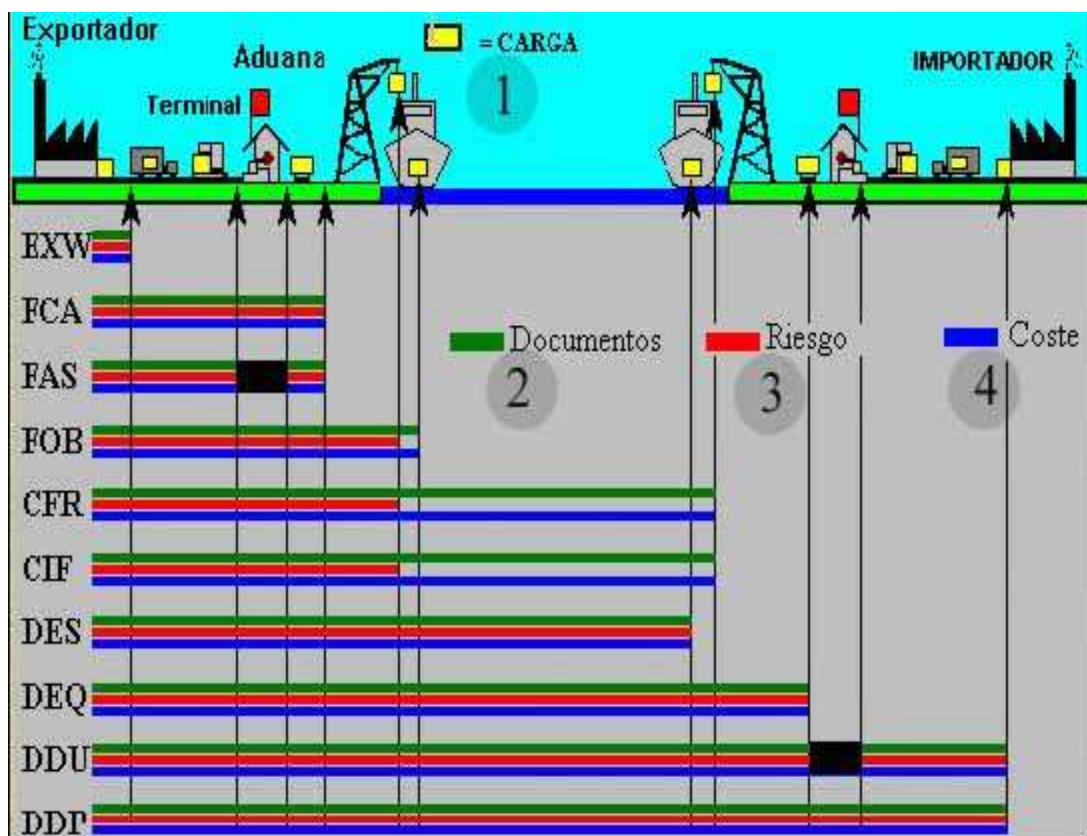 Exportador
= CARGA
Aduana
IMPORTADOR
1
Terminal
EXW
FCA
Documentos
Riesgo
Coste
FAS
2
3
4
FOB
CFR
CIF
DES
DEQ
DDU
DDP